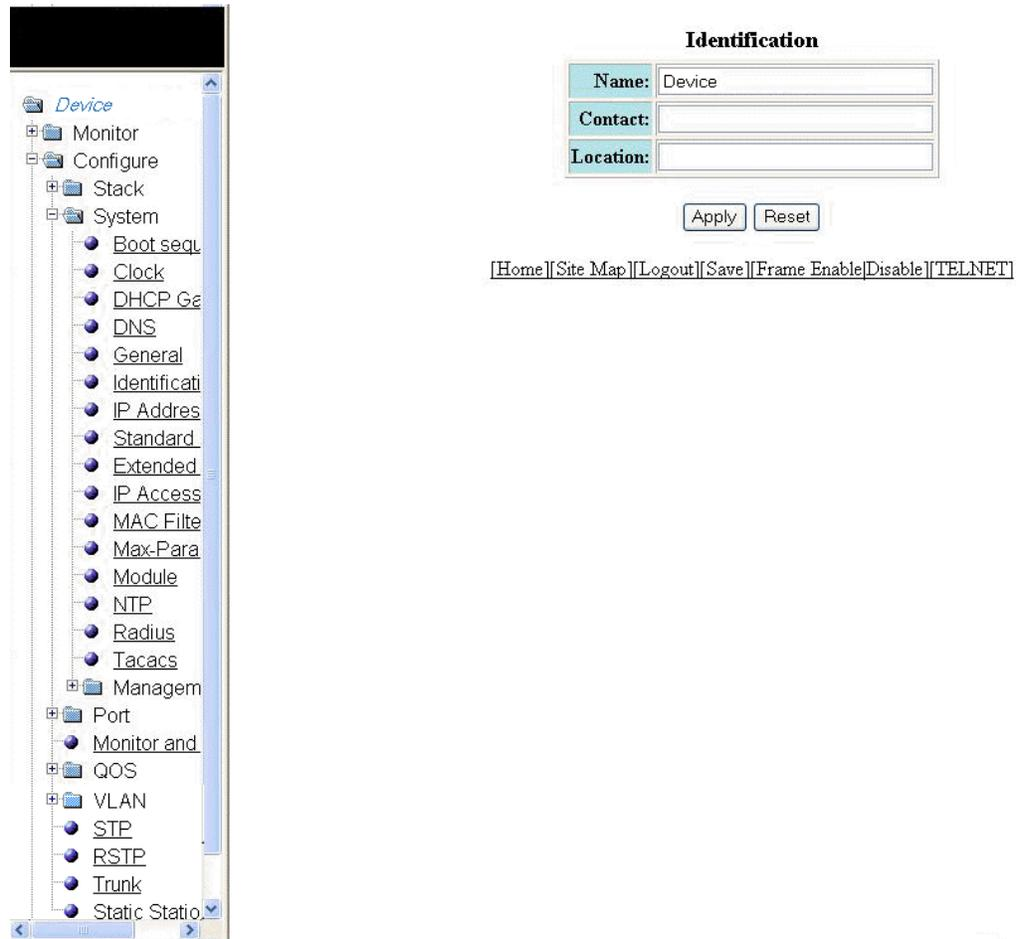 Device
Monitor
Configure
Stack
System
Boot sequ
Clock
DHCP Ga
DNS
General
Identificati
IP Addres
Standard
Extended
IP Access
MAC Filte
Max-Para
Module
NTP
Radius
Tacacs
Managem
Port
Monitor and
QOS
VLAN
STP
RSTP
Trunk
Static Statio
Identification
Name: Device
Contact:
Location:
Apply Reset
[Home][Site Map][Logout][Save][Frame Enable|Disable][TELNET]